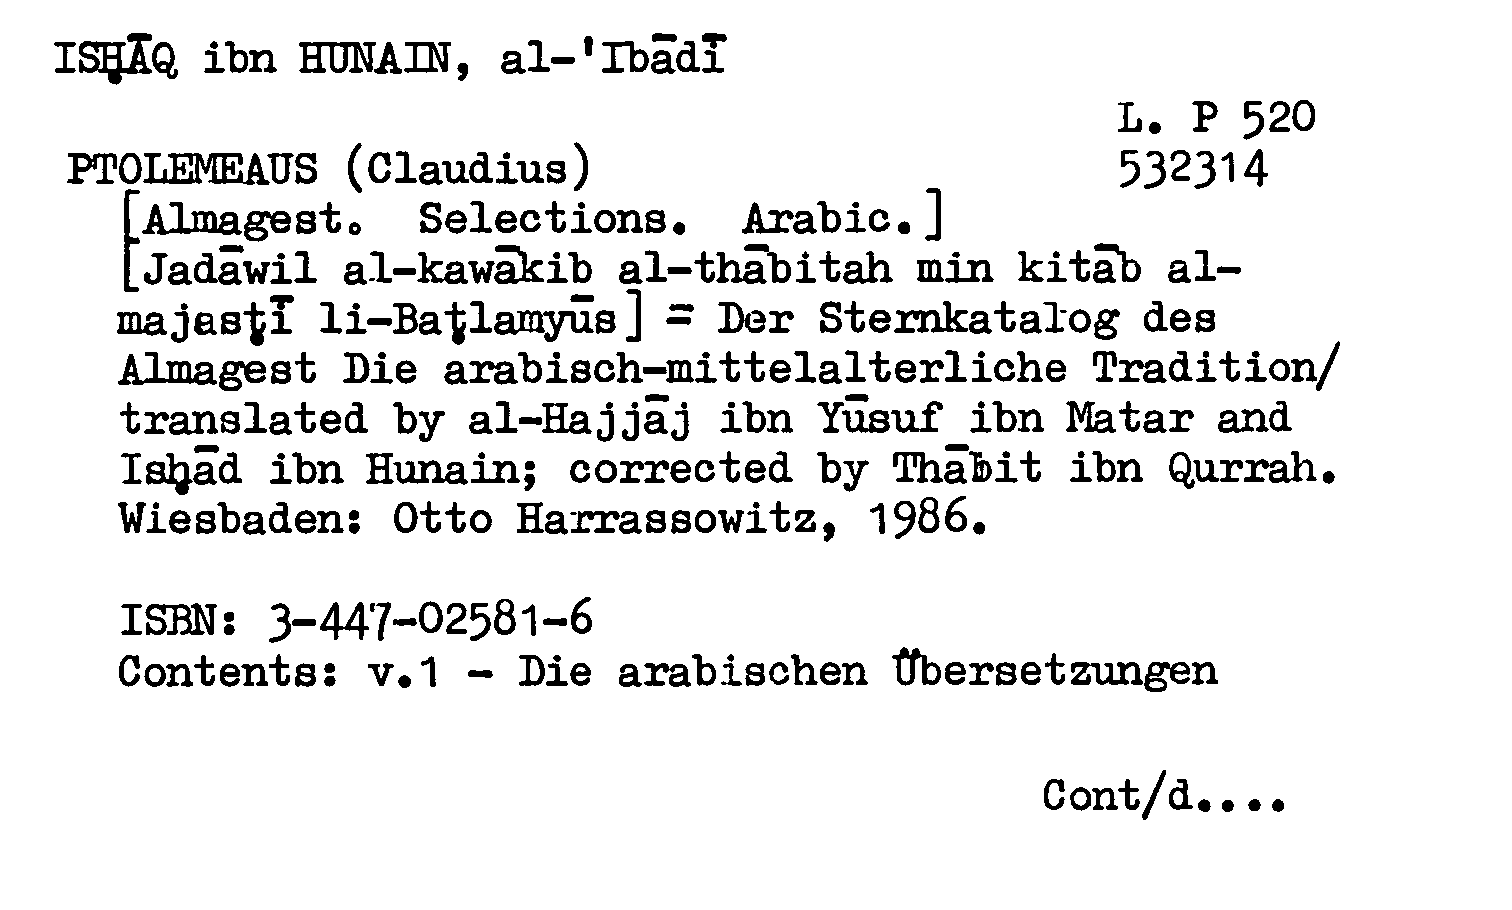 ISḤĀQ ibn HUNAIN, al-'Ibādī
L. P 520
PTOLEMEAUS (Claudius)
532314
[Almagest. Selections. Arabic.]
[Jadāwil al-kawākib al-thābitah min kitāb al-
majasṭī li-Baṭlamyūs] = Der Sternkatalog des
Almagest Die arabisch-mittelalterliche Tradition/
translated by al-Hajjāj ibn Yūsuf ibn Matar and
Isḥād ibn Hunain; corrected by Thābit ibn Qurrah.
Wiesbaden: Otto Harrassowitz, 1986.
ISBN: 3-447-02581-6
Contents: v.1 - Die arabischen Übersetzungen
Cont/d....